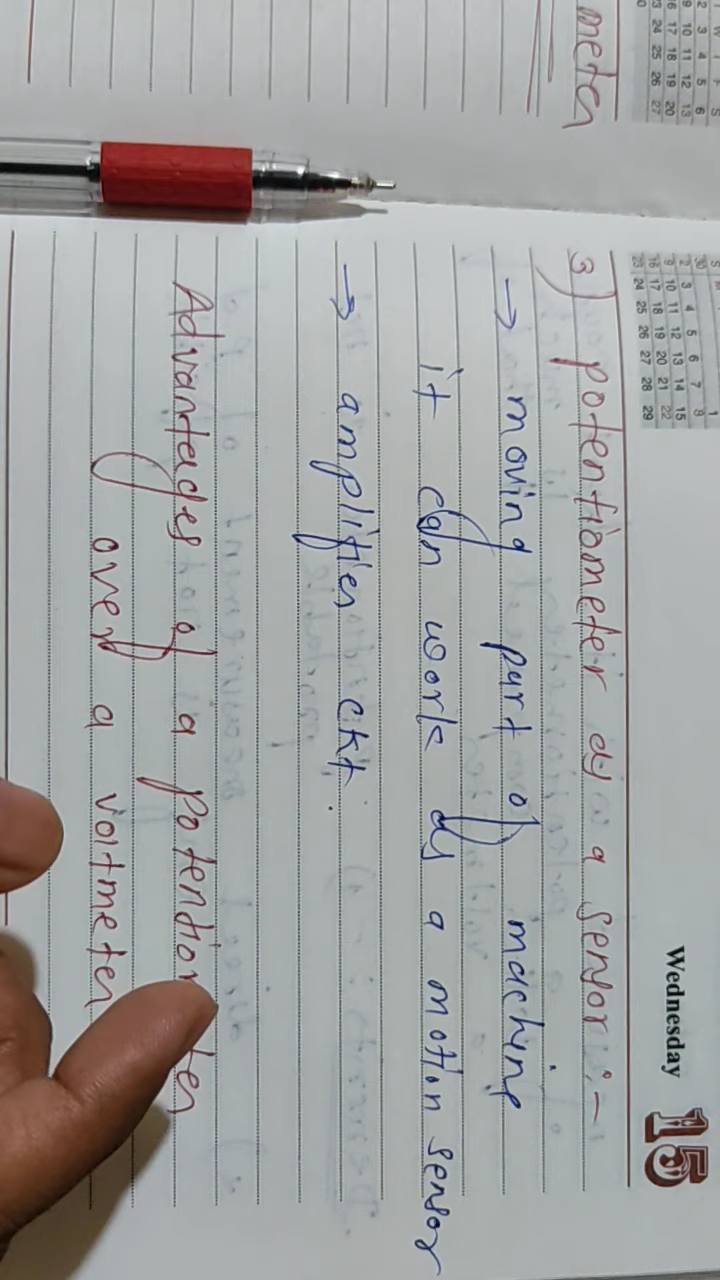 meter
Wednesday 15
3) potentiometer as a sensor :-
→ moving part of machine
it can work as a motion sensor
→ amplifier ckt.
Advantages of a
over a voltmeter